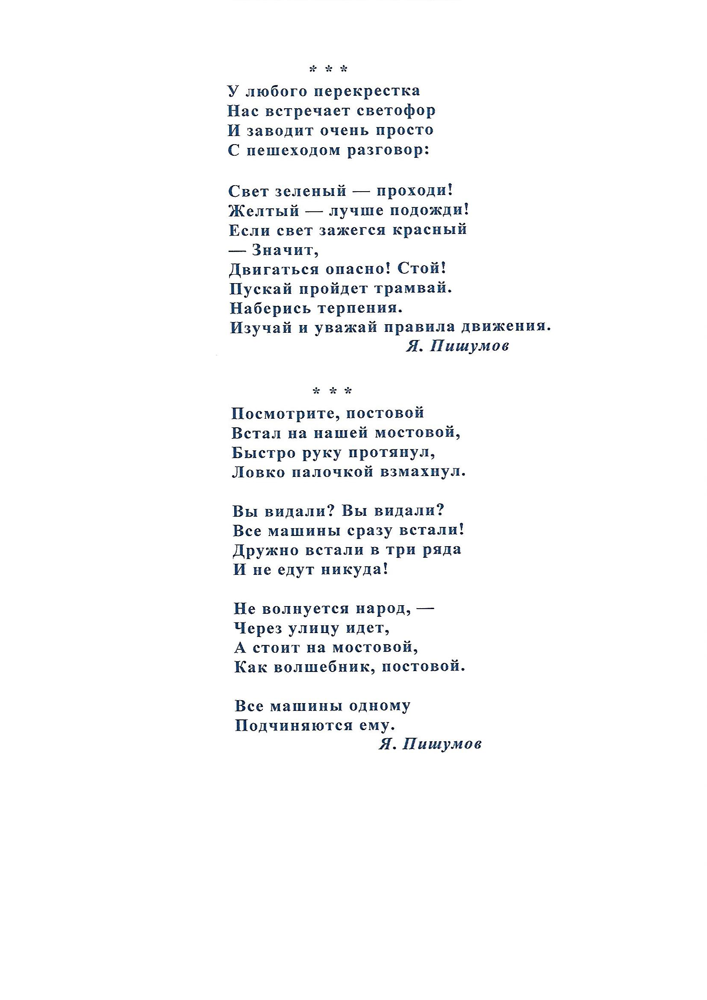 * * *
У любого перекрестка
Нас встречает светофор
И заводит очень просто
С пешеходом разговор:
Свет зеленый — проходи!
Желтый — лучше подожди!
Если свет зажегся красный
— Значит,
Двигаться опасно! Стой!
Пускай пройдет трамвай.
Наберись терпения.
Изучай и уважай правила движения.
Я. Пишумов
* * *
Посмотрите, постовой
Встал на нашей мостовой,
Быстро руку протянул,
Ловко палочкой взмахнул.
Вы видали? Вы видали?
Все машины сразу встали!
Дружно встали в три ряда
И не едут никуда!
Не волнуется народ, —
Через улицу идет,
А стоит на мостовой,
Как волшебник, постовой.
Все машины одному
Подчиняются ему.
Я. Пишумов